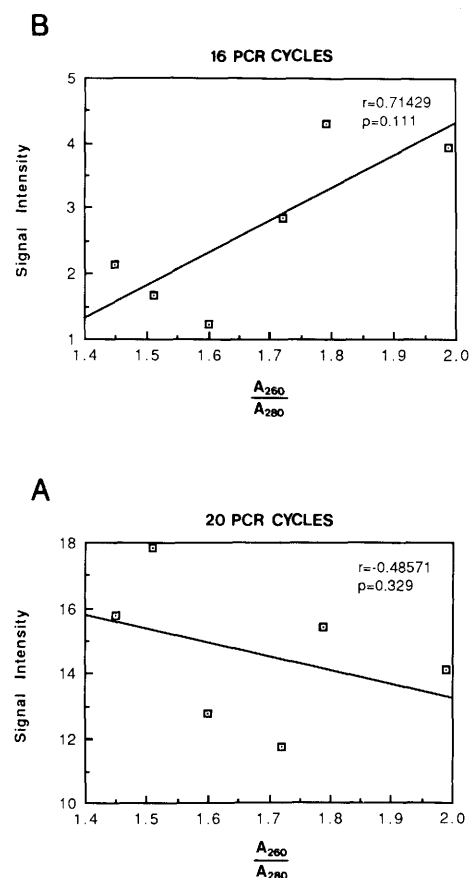 B
16 PCR CYCLES
r=0.71429
p=0.111
5
4
3
2
1
Signal Intensity
1.4 1.5 1.6 1.7 1.8 1.9 2.0
A260
A280
A
20 PCR CYCLES
r=-0.48571
p=0.329
18
16
14
12
10
Signal Intensity
1.4 1.5 1.6 1.7 1.8 1.9 2.0
A260
A280